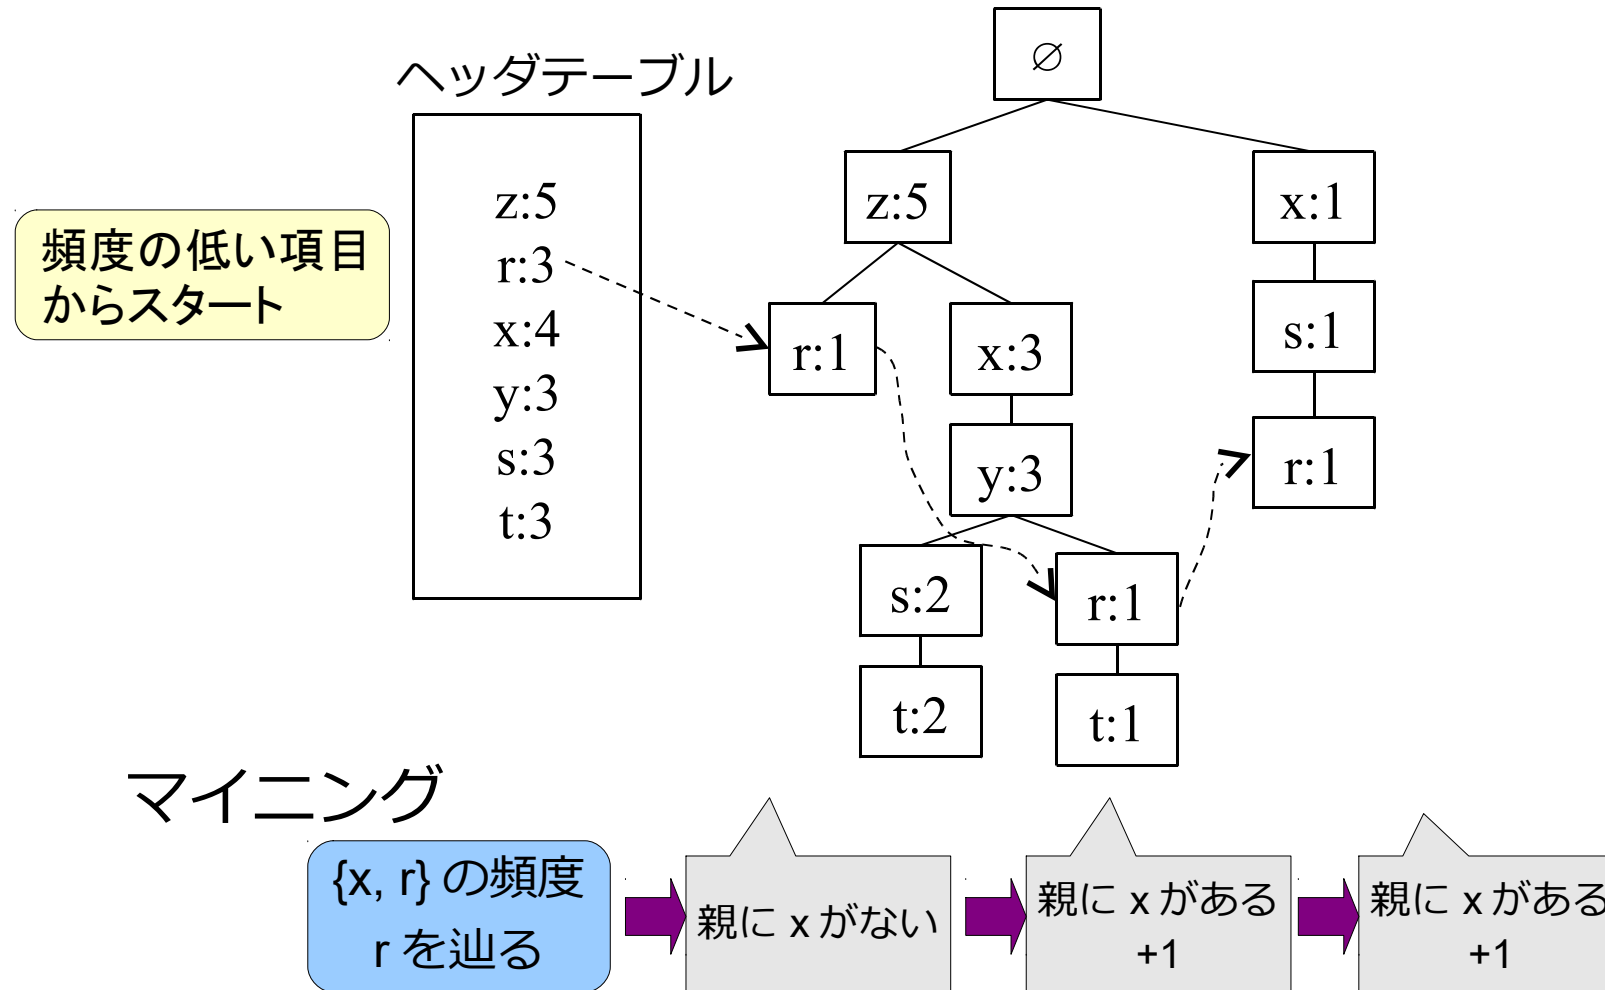 ∅
ヘッダテーブル
z:5
r:3
x:4
y:3
s:3
t:3
頻度の低い項目
からスタート
z:5
x:1
r:1
x:3
s:1
y:3
r:1
s:2
r:1
t:2
t:1
マイニング
{x, r} の頻度
r を辿る
親に x がない
親に x がある
+1
親に x がある
+1